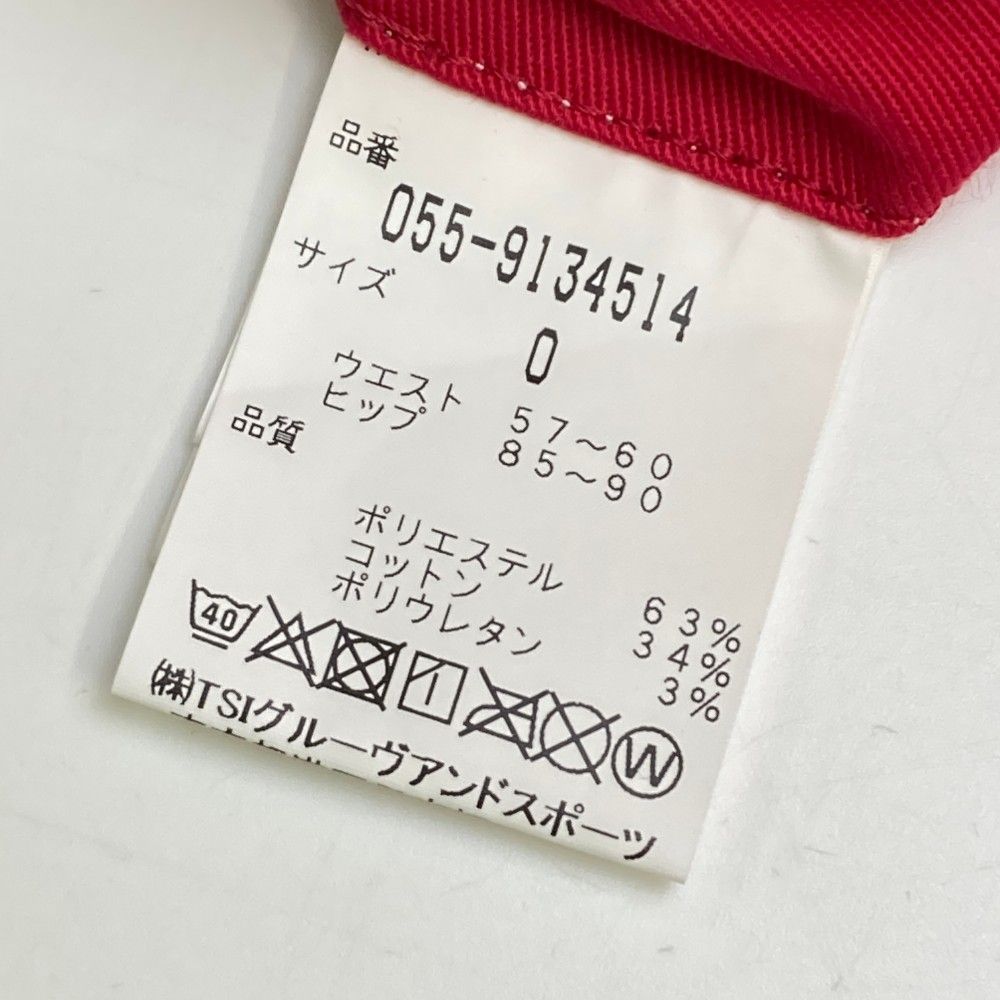 品番
055-9134514
サイズ
0
ウエスト 57～60
ヒップ 85～90
品質
ポリエステル 63%
コットン 34%
ポリウレタン 3%
40 W
(株)TSIグルーヴアンドスポーツ